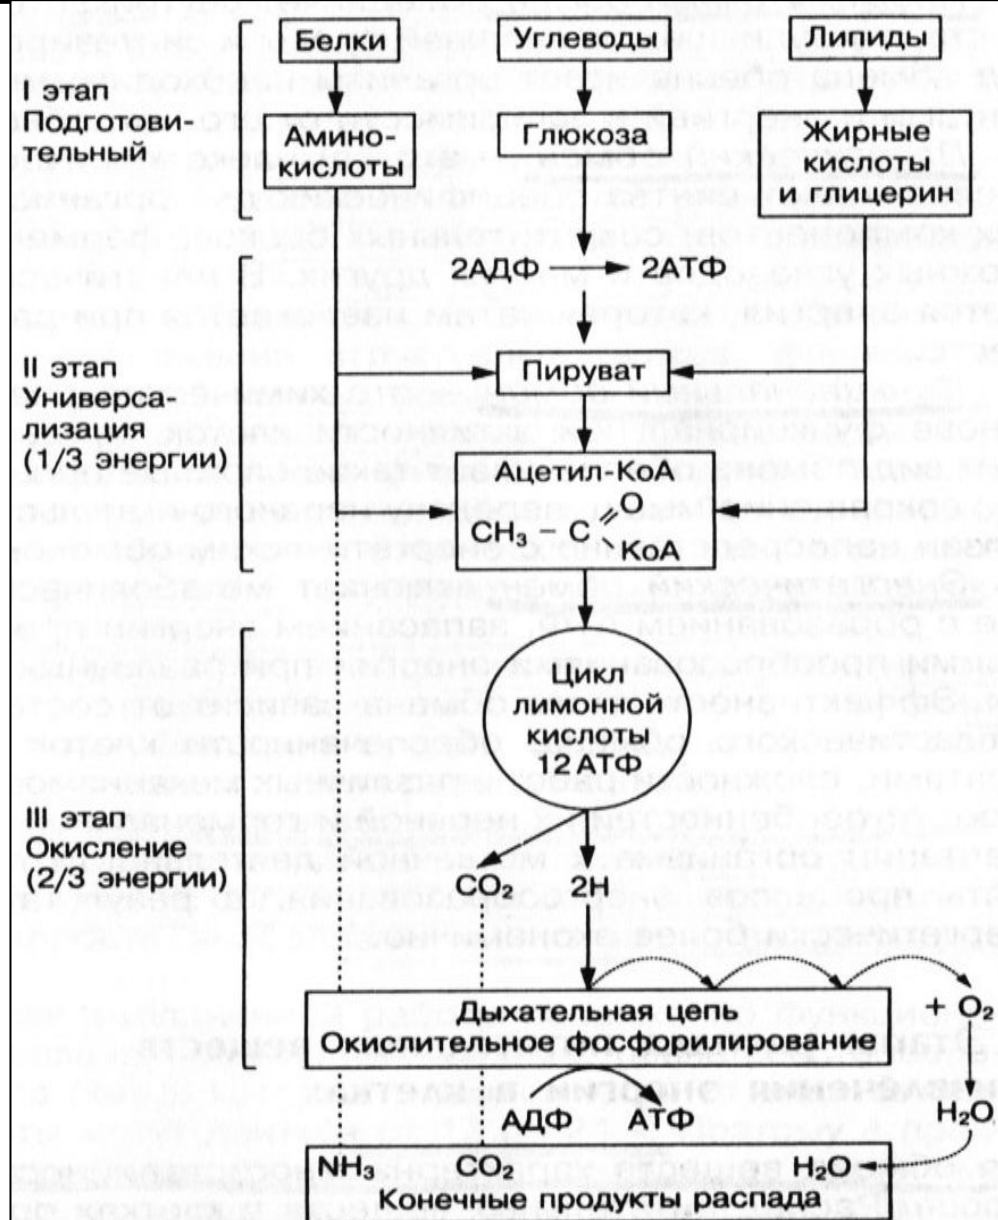 Белки
Углеводы
Липиды
I этап
Подготови-
тельный
Амино-
кислоты
Глюкоза
Жирные
кислоты
и глицерин
2АДФ
2АТФ
II этап
Универса-
лизация
(1/3 энергии)
Пируват
Ацетил-КоА
CH₃ C O
КоА
III этап
Окисление
(2/3 энергии)
Цикл
лимонной
кислоты
12 АТФ
CO₂
2H
Дыхательная цепь
Окислительное фосфорилирование
+ O₂
АДФ
АТФ
H₂O
NH₃
CO₂
H₂O
Конечные продукты распада